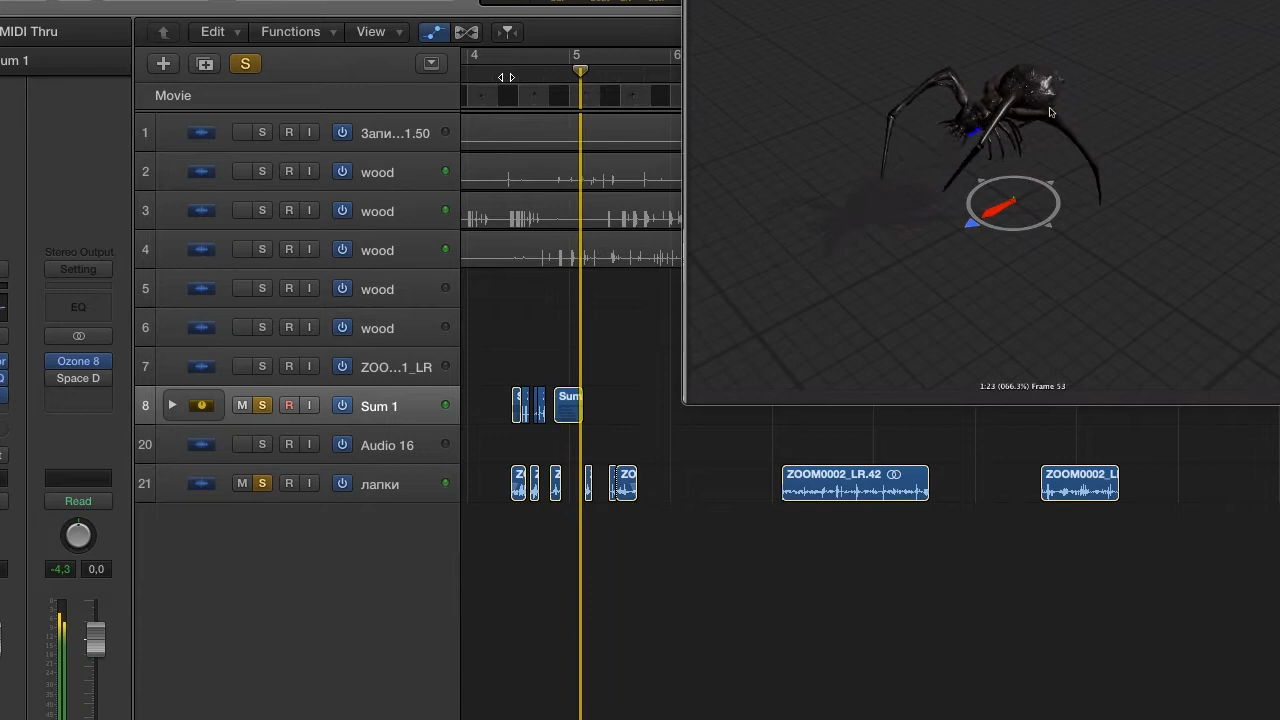 MIDI Thru
um 1
Edit
Functions
View
S
4
5
6
Movie
1 S R I Запи…1.50
2 S R I wood
3 S R I wood
4 S R I wood
5 S R I wood
6 S R I wood
7 S R I ZOO…1_LR
8 M S R I Sum 1
Sum
20 S R I Audio 16
21 M S R I лапки
ZO
ZOOM0002_LR.42
ZOOM0002_L
Stereo Output
Setting
EQ
Ozone 8
Space D
Read
-4,3 0,0
1:23 (066.3%) Frame 53